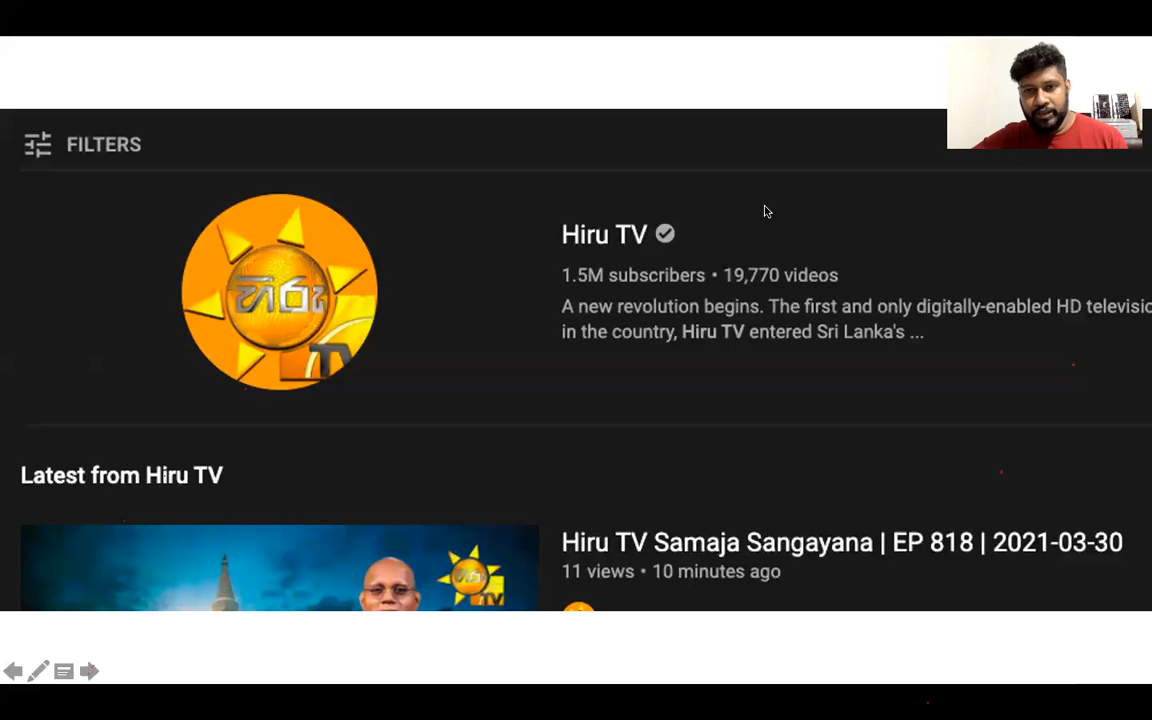 FILTERS
හිරු
TV
Hiru TV
1.5M subscribers • 19,770 videos
A new revolution begins. The first and only digitally-enabled HD televisio
in the country, Hiru TV entered Sri Lanka's ...
Latest from Hiru TV
Hiru TV Samaja Sangayana | EP 818 | 2021-03-30
11 views • 10 minutes ago
හිරු
TV